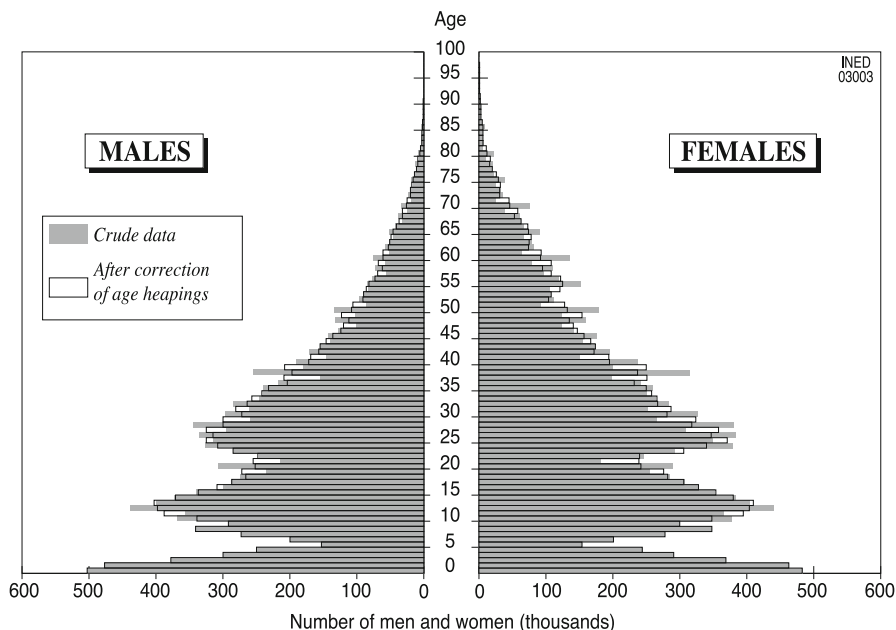 Age
INED
03003
MALES
FEMALES
Crude data
After correction
of age heapings
100
95
90
85
80
75
70
65
60
55
50
45
40
35
30
25
20
15
10
5
0
600 500 400 300 200 100 0 0 100 200 300 400 500 600
Number of men and women (thousands)